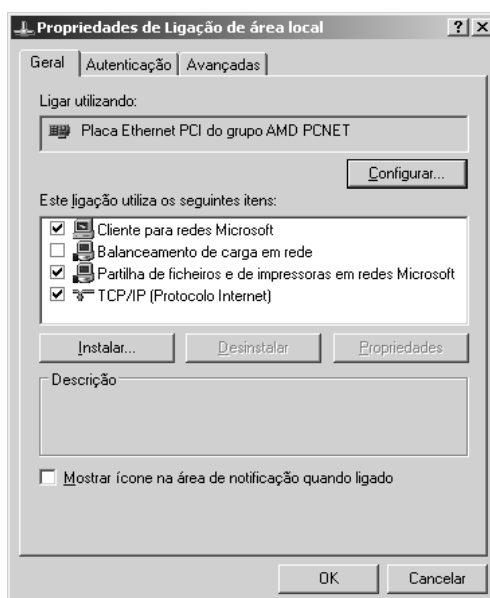 Propriedades de Ligação de área local
Geral
Autenticação
Avançadas
Ligar utilizando:
Placa Ethernet PCI do grupo AMD PCNET
Configurar...
Este ligação utiliza os seguintes itens:
Cliente para redes Microsoft
Balanceamento de carga em rede
Partilha de ficheiros e de impressoras em redes Microsoft
TCP/IP (Protocolo Internet)
Instalar...
Desinstalar
Propriedades
Descrição
Mostrar ícone na área de notificação quando ligado
OK
Cancelar